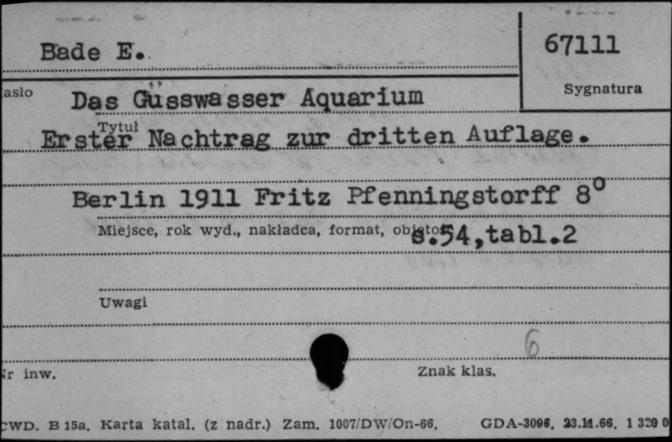 Bade E.
67111
asło
Sygnatura
Das Güsswasser Aquarium
Tytuł
Erster Nachtrag zur dritten Auflage.
Berlin 1911 Fritz Pfenningstorff 8°
Miejsce, rok wyd., nakładca, format, objętość
s.54,tabl.2
Uwagi
6
Nr inw.
Znak klas.
CWD. B 15a. Karta katal. (z nadr.) Zam. 1007/DW/On-66. GDA-3096. 23.11.66. 1 320 0